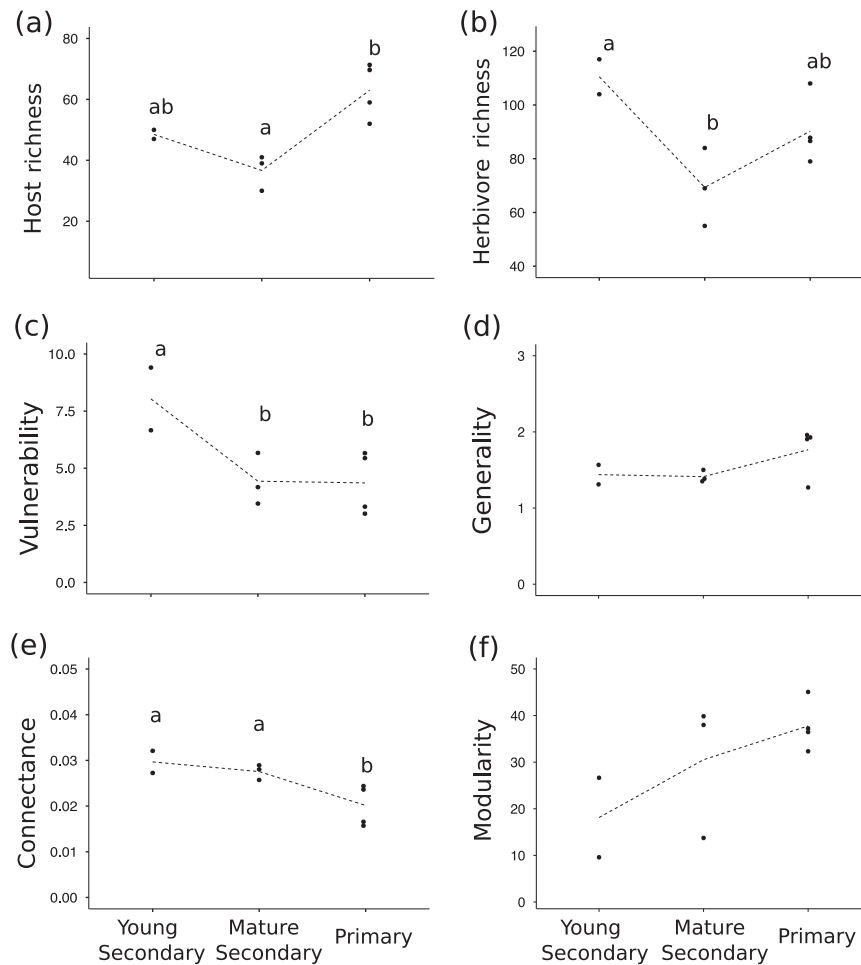 (a)
Host richness
80
60
40
20
ab
a
b
(b)
Herbivore richness
120
100
80
60
40
a
b
ab
(c)
Vulnerability
10.0
7.5
5.0
2.5
0.0
a
b
b
(d)
Generality
3
2
1
0
(e)
Connectance
0.05
0.04
0.03
0.02
0.01
0.00
a
a
b
Young
Secondary
Mature
Secondary
Primary
(f)
Modularity
50
40
30
20
10
0
Young
Secondary
Mature
Secondary
Primary